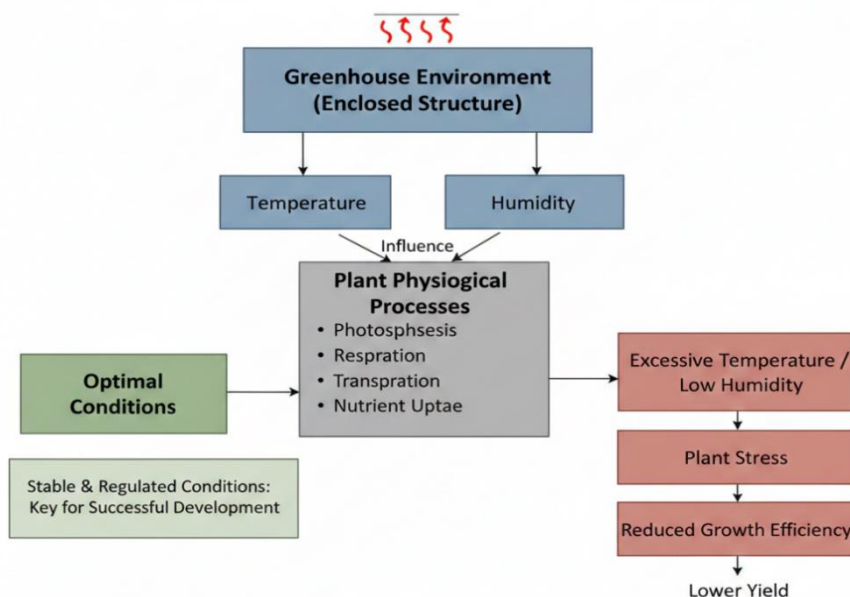 Greenhouse Environment
(Enclosed Structure)
Temperature
Humidity
Influence
Plant Physiogical
Processes
• Photosphsesis
• Respration
• Transpration
• Nutrient Uptae
Optimal
Conditions
Stable & Regulated Conditions:
Key for Successful Development
Excessive Temperature /
Low Humidity
Plant Stress
Reduced Growth Efficiency
Lower Yield